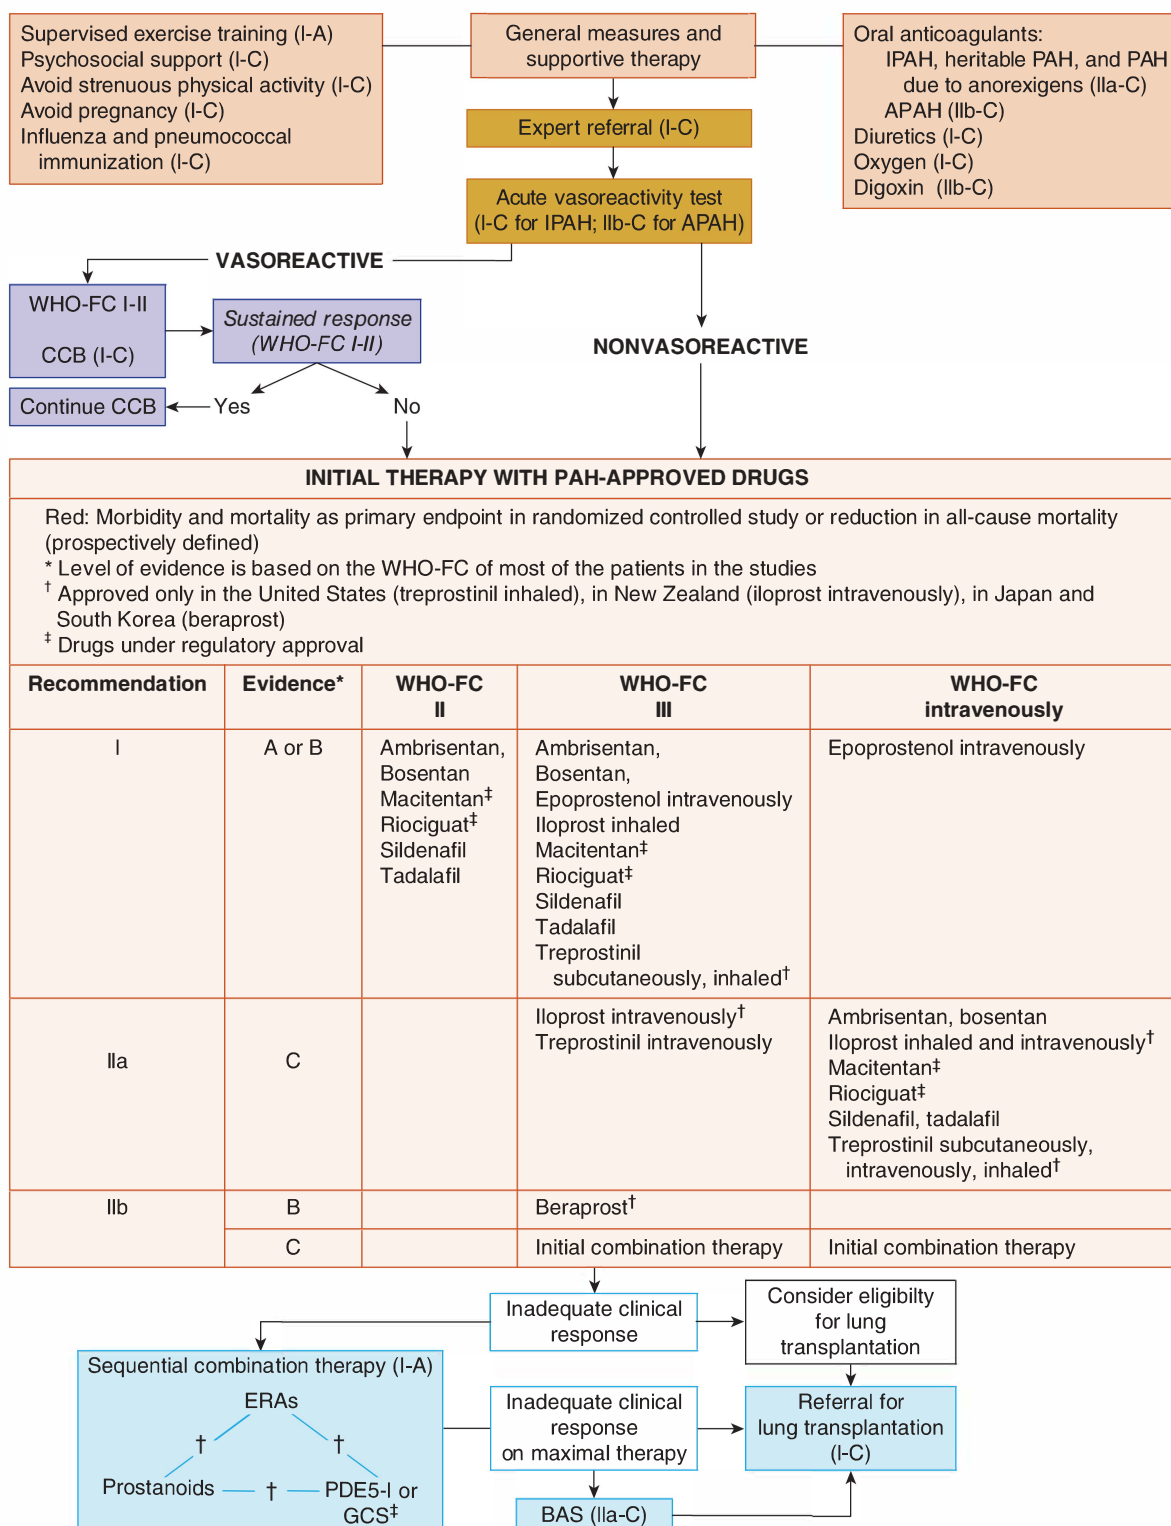 Supervised exercise training (I-A)
Psychosocial support (I-C)
Avoid strenuous physical activity (I-C)
Avoid pregnancy (I-C)
Influenza and pneumococcal
immunization (I-C)
General measures and
supportive therapy
Oral anticoagulants:
IPAH, heritable PAH, and PAH
due to anorexigens (IIa-C)
APAH (IIb-C)
Diuretics (I-C)
Oxygen (I-C)
Digoxin (IIb-C)
Expert referral (I-C)
Acute vasoreactivity test
(I-C for IPAH; IIb-C for APAH)
VASOREACTIVE
WHO-FC I-II
CCB (I-C)
Sustained response
(WHO-FC I-II)
NONVASOREACTIVE
Continue CCB
Yes
No
INITIAL THERAPY WITH PAH-APPROVED DRUGS
Red: Morbidity and mortality as primary endpoint in randomized controlled study or reduction in all-cause mortality
(prospectively defined)
* Level of evidence is based on the WHO-FC of most of the patients in the studies
† Approved only in the United States (treprostinil inhaled), in New Zealand (iloprost intravenously), in Japan and
South Korea (beraprost)
‡ Drugs under regulatory approval
Recommendation
Evidence*
WHO-FC
II
WHO-FC
III
WHO-FC
intravenously
I
A or B
Ambrisentan,
Bosentan
Macitentan‡
Riociguat‡
Sildenafil
Tadalafil
Ambrisentan,
Bosentan,
Epoprostenol intravenously
Iloprost inhaled
Macitentan‡
Riociguat‡
Sildenafil
Tadalafil
Treprostinil
subcutaneously, inhaled†
Epoprostenol intravenously
IIa
C
Iloprost intravenously†
Treprostinil intravenously
Ambrisentan, bosentan
Iloprost inhaled and intravenously†
Macitentan‡
Riociguat‡
Sildenafil, tadalafil
Treprostinil subcutaneously,
intravenously, inhaled†
IIb
B
Beraprost†
C
Initial combination therapy
Initial combination therapy
Inadequate clinical
response
Consider eligibilty
for lung
transplantation
Sequential combination therapy (I-A)
ERAs
†
†
Prostanoids
†
PDE5-I or
GCS‡
Inadequate clinical
response
on maximal therapy
Referral for
lung transplantation
(I-C)
BAS (IIa-C)